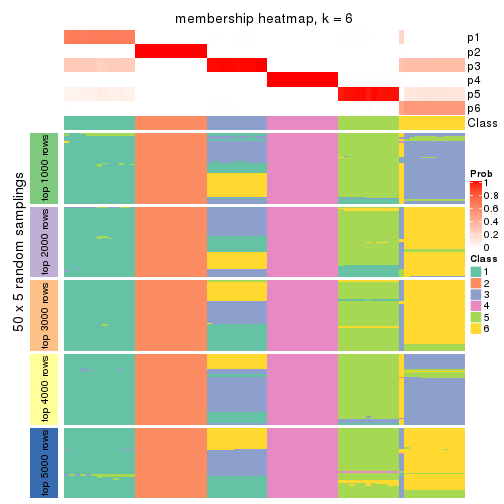 membership heatmap, k = 6
p1
p2
p3
p4
p5
p6
Class
50 x 5 random samplings
top 1000 rows
top 2000 rows
top 3000 rows
top 4000 rows
top 5000 rows
Prob
1
0.8
0.6
0.4
0.2
0
Class
1
2
3
4
5
6